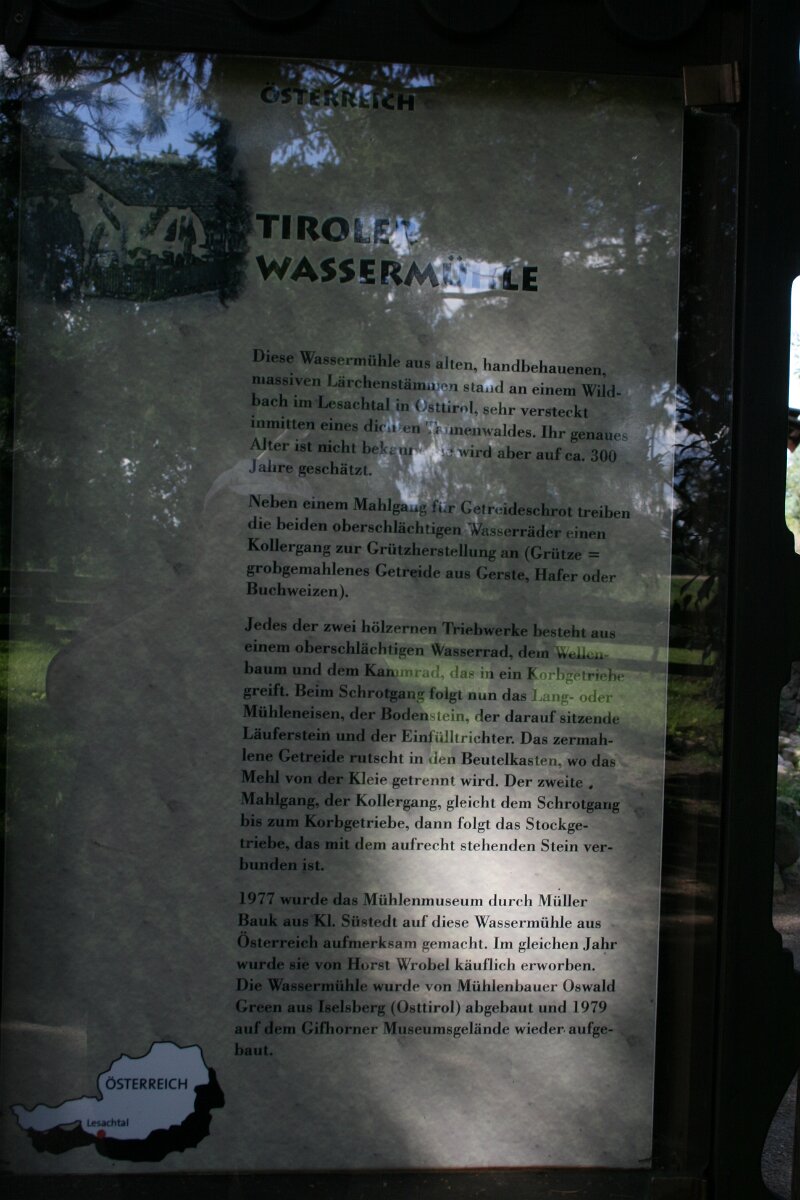 ÖSTERREICH
TIROLER
WASSERMÜHLE
Diese Wassermühle aus alten, handbehauenen,
massiven Lärchenstämmen stand an einem Wild-
bach im Lesachtal in Osttirol, sehr versteckt
inmitten eines dichten Tannenwaldes. Ihr genaues
Alter ist nicht bekannt, sie wird aber auf ca. 300
Jahre geschätzt.
Neben einem Mahlgang für Getreideschrot treiben
die beiden oberschlächtigen Wasserräder einen
Kollergang zur Grützherstellung an (Grütze =
grobgemahlenes Getreide aus Gerste, Hafer oder
Buchweizen).
Jedes der zwei hölzernen Triebwerke besteht aus
einem oberschlächtigen Wasserrad, dem Wellen-
baum und dem Kammrad, das in ein Korbgetriebe
greift. Beim Schrotgang folgt nun das Lang- oder
Mühleneisen, der Bodenstein, der darauf sitzende
Läuferstein und der Einfülltrichter. Das zermah-
lene Getreide rutscht in den Beutelkasten, wo das
Mehl von der Kleie getrennt wird. Der zweite
Mahlgang, der Kollergang, gleicht dem Schrotgang
bis zum Korbgetriebe, dann folgt das Stockge-
triebe, das mit dem aufrecht stehenden Stein ver-
bunden ist.
1977 wurde das Mühlenmuseum durch Müller
Bauk aus Kl. Süstedt auf diese Wassermühle aus
Österreich aufmerksam gemacht. Im gleichen Jahr
wurde sie von Horst Wrobel käuflich erworben.
Die Wassermühle wurde von Mühlenbauer Oswald
Green aus Iselsberg (Osttirol) abgebaut und 1979
auf dem Gifhorner Museumsgelände wieder aufge-
baut.
ÖSTERREICH
Lesachtal